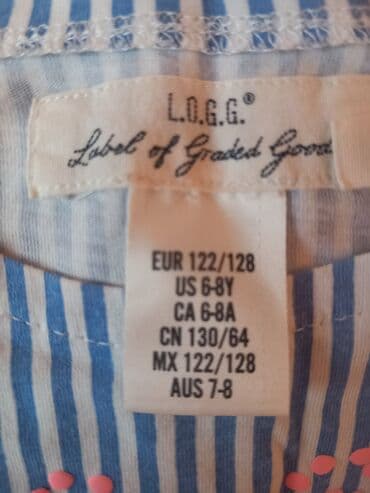 L.O.G.G.®
Label of Graded Goods
EUR 122/128
US 6-8Y
CA 6-8A
CN 130/64
MX 122/128
AUS 7-8